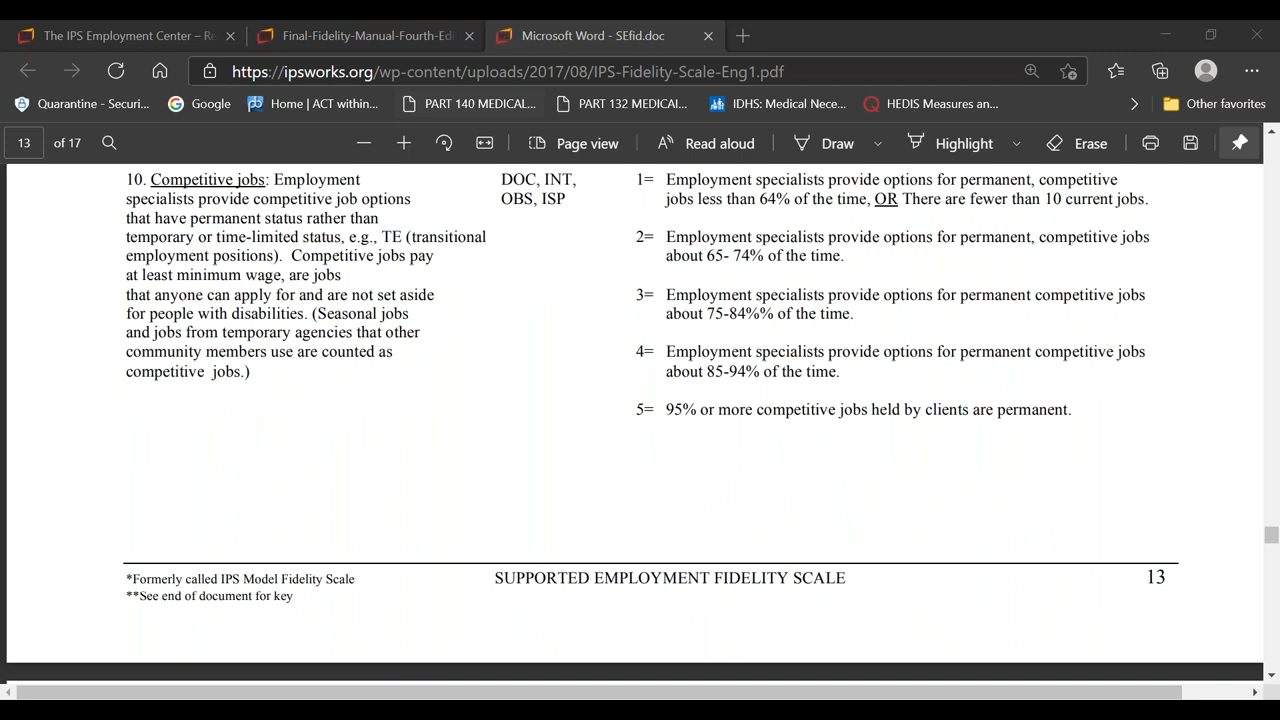 The IPS Employment Center – Re
Final-Fidelity-Manual-Fourth-Edi
Microsoft Word - SEfid.doc
https://ipsworks.org/wp-content/uploads/2017/08/IPS-Fidelity-Scale-Eng1.pdf
Quarantine - Securi...
Google
Home | ACT within...
PART 140 MEDICAL...
PART 132 MEDICAI...
IDHS: Medical Nece...
HEDIS Measures an...
Other favorites
13 of 17
Page view
Read aloud
Draw
Highlight
Erase
10. Competitive jobs: Employment
specialists provide competitive job options
that have permanent status rather than
temporary or time-limited status, e.g., TE (transitional
employment positions). Competitive jobs pay
at least minimum wage, are jobs
that anyone can apply for and are not set aside
for people with disabilities. (Seasonal jobs
and jobs from temporary agencies that other
community members use are counted as
competitive jobs.)
DOC, INT,
OBS, ISP
1= Employment specialists provide options for permanent, competitive
jobs less than 64% of the time, OR There are fewer than 10 current jobs.
2= Employment specialists provide options for permanent, competitive jobs
about 65- 74% of the time.
3= Employment specialists provide options for permanent competitive jobs
about 75-84%% of the time.
4= Employment specialists provide options for permanent competitive jobs
about 85-94% of the time.
5= 95% or more competitive jobs held by clients are permanent.
*Formerly called IPS Model Fidelity Scale
**See end of document for key
SUPPORTED EMPLOYMENT FIDELITY SCALE
13